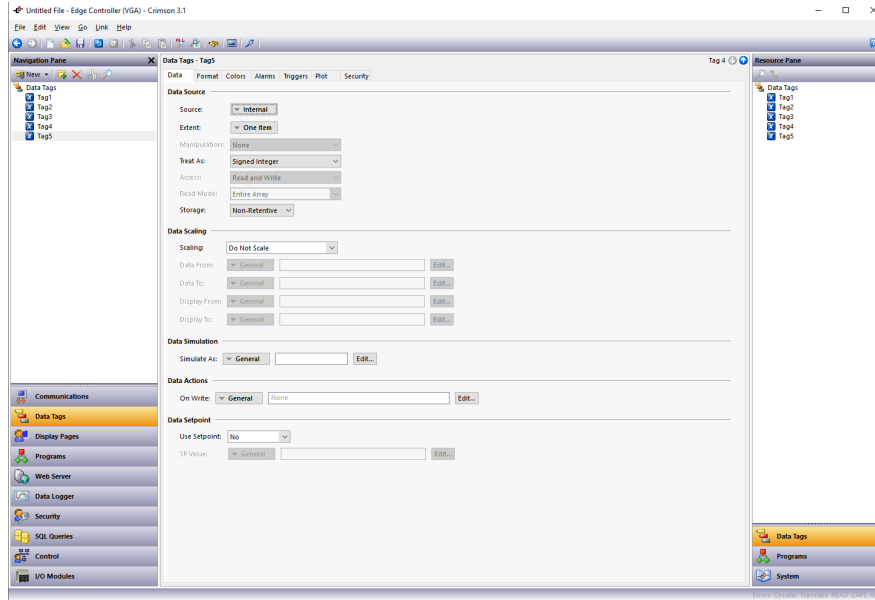 Untitled File - Edge Controller (VGA) - Crimson 3.1
File Edit View Go Link Help
Navigation Pane
New
Data Tags
Tag1
Tag2
Tag3
Tag4
Tag5
Communications
Data Tags
Display Pages
Programs
Web Server
Data Logger
Security
SQL Queries
Control
I/O Modules
Data Tags - Tag5
Tag 4
Data Format Colors Alarms Triggers Plot Security
Data Source
Source: Internal
Extent: One Item
Manipulation: None
Treat As: Signed Integer
Access: Read and Write
Read Mode: Entire Array
Storage: Non-Retentive
Data Scaling
Scaling: Do Not Scale
Data From: General Edit...
Data To: General Edit...
Display From: General Edit...
Display To: General Edit...
Data Simulation
Simulate As: General Edit...
Data Actions
On Write: General None Edit...
Data Setpoint
Use Setpoint: No
SP Value: General Edit...
Resource Pane
Data Tags
Tag1
Tag2
Tag3
Tag4
Tag5
Data Tags
Programs
System
Errors Circular Translate READ CAPS